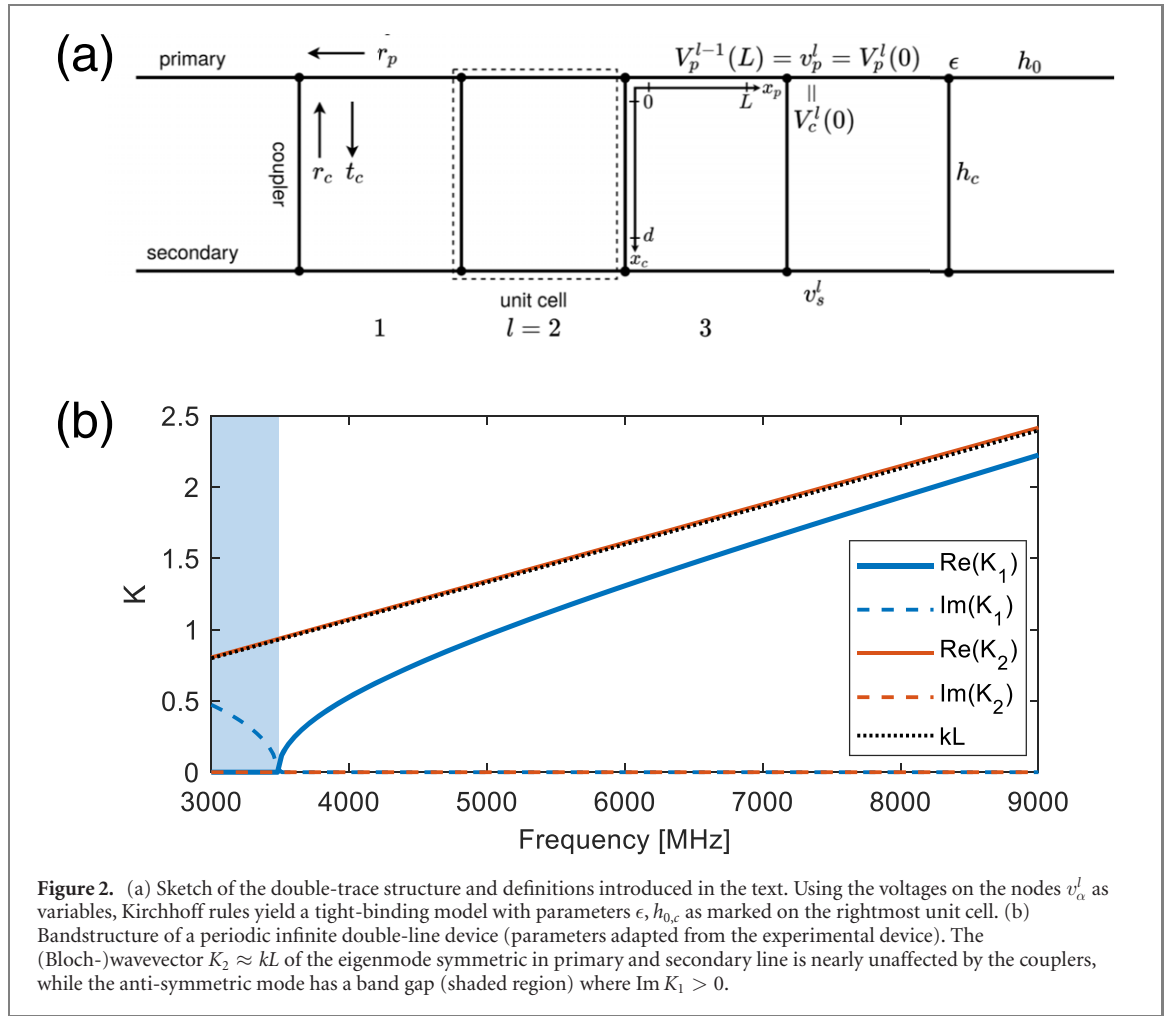 (a)
primary
r_p
V_p^{l-1}(L) = v_p^l = V_p^l(0)
ϵ
h_0
0
L
x_p
=
V_c^l(0)
coupler
r_c
t_c
h_c
d
x_c
secondary
unit cell
v_s^l
1
l = 2
3
(b)
2.5
2
1.5
1
0.5
0
K
Re(K_1)
Im(K_1)
Re(K_2)
Im(K_2)
kL
3000
4000
5000
6000
7000
8000
9000
Frequency [MHz]
Figure 2. (a) Sketch of the double-trace structure and definitions introduced in the text. Using the voltages on the nodes v_α^l as
variables, Kirchhoff rules yield a tight-binding model with parameters ϵ, h_{0,c} as marked on the rightmost unit cell. (b)
Bandstructure of a periodic infinite double-line device (parameters adapted from the experimental device). The
(Bloch-)wavevector K_2 ≈ kL of the eigenmode symmetric in primary and secondary line is nearly unaffected by the couplers,
while the anti-symmetric mode has a band gap (shaded region) where Im K_1 > 0.